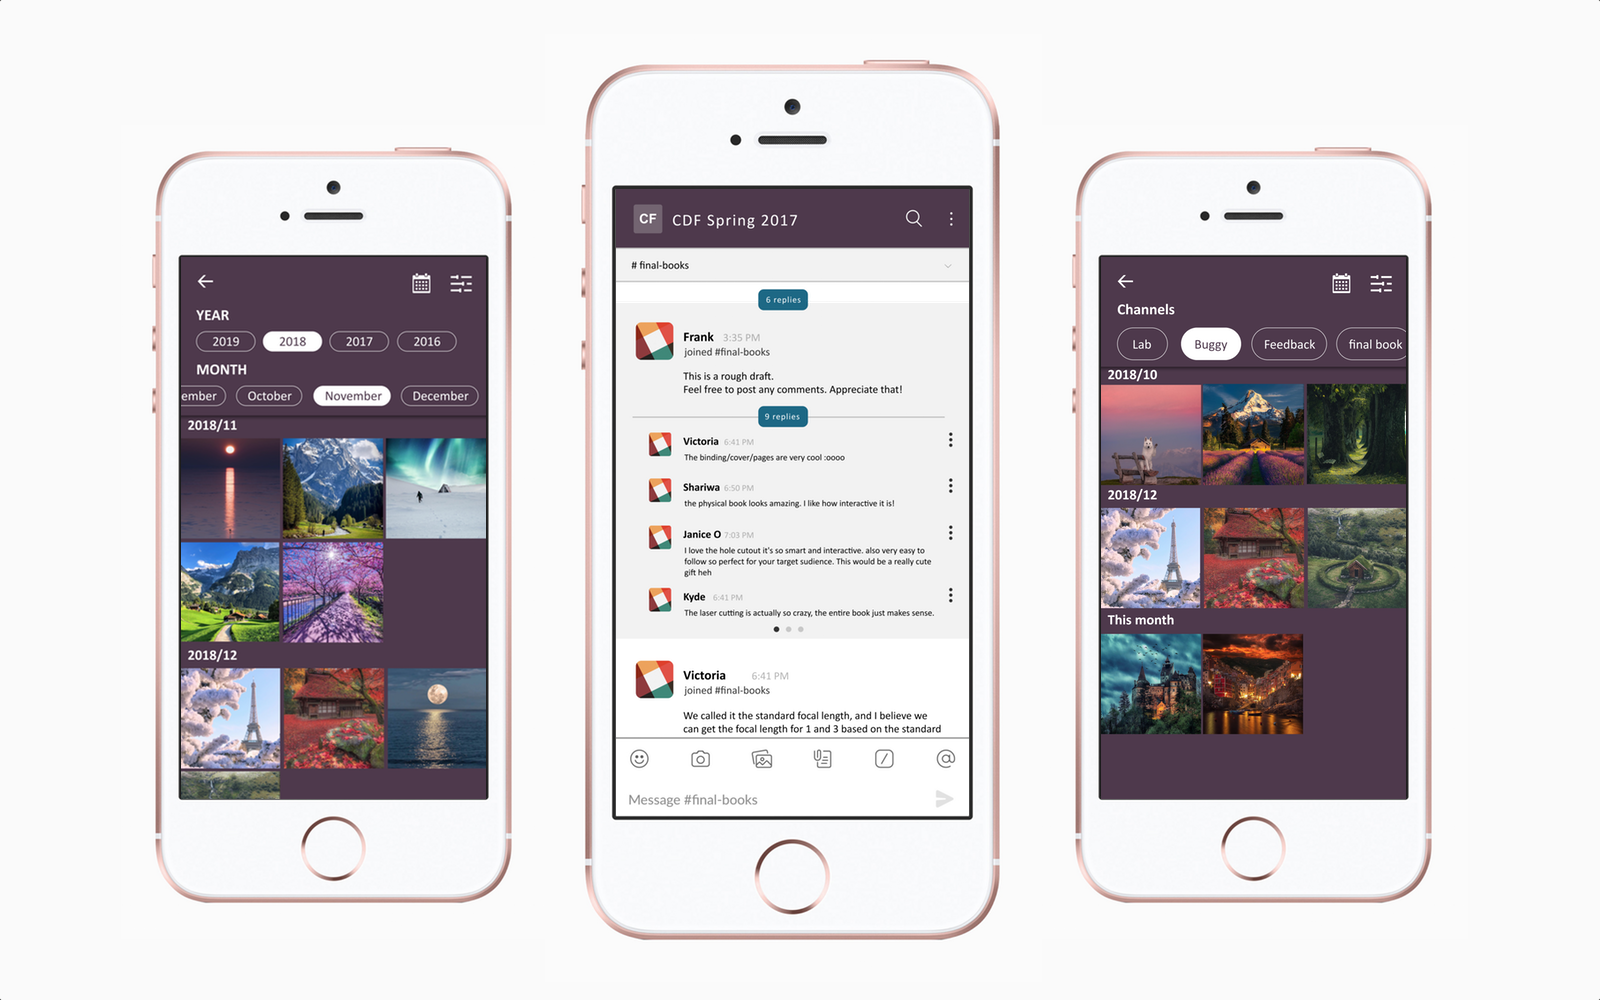 YEAR
2019 2018 2017 2016
MONTH
ember October November December
2018/11
2018/12
CF CDF Spring 2017
# final-books
6 replies
Frank 3:35 PM
joined #final-books
This is a rough draft.
Feel free to post any comments. Appreciate that!
9 replies
Victoria 6:41 PM
The binding/cover/pages are very cool :oooo
Shariwa 6:50 PM
the physical book looks amazing. I like how interactive it is!
Janice O 7:03 PM
I love the hole cutout it's so smart and interactive. also very easy to
follow so perfect for your target sudience. This would be a really cute
gift heh
Kyde 6:41 PM
The laser cutting is actually so crazy, the entire book just makes sense.
Victoria 6:41 PM
joined #final-books
We called it the standard focal length, and I believe we
can get the focal length for 1 and 3 based on the standard
Message #final-books
Channels
Lab Buggy Feedback final book
2018/10
2018/12
This month